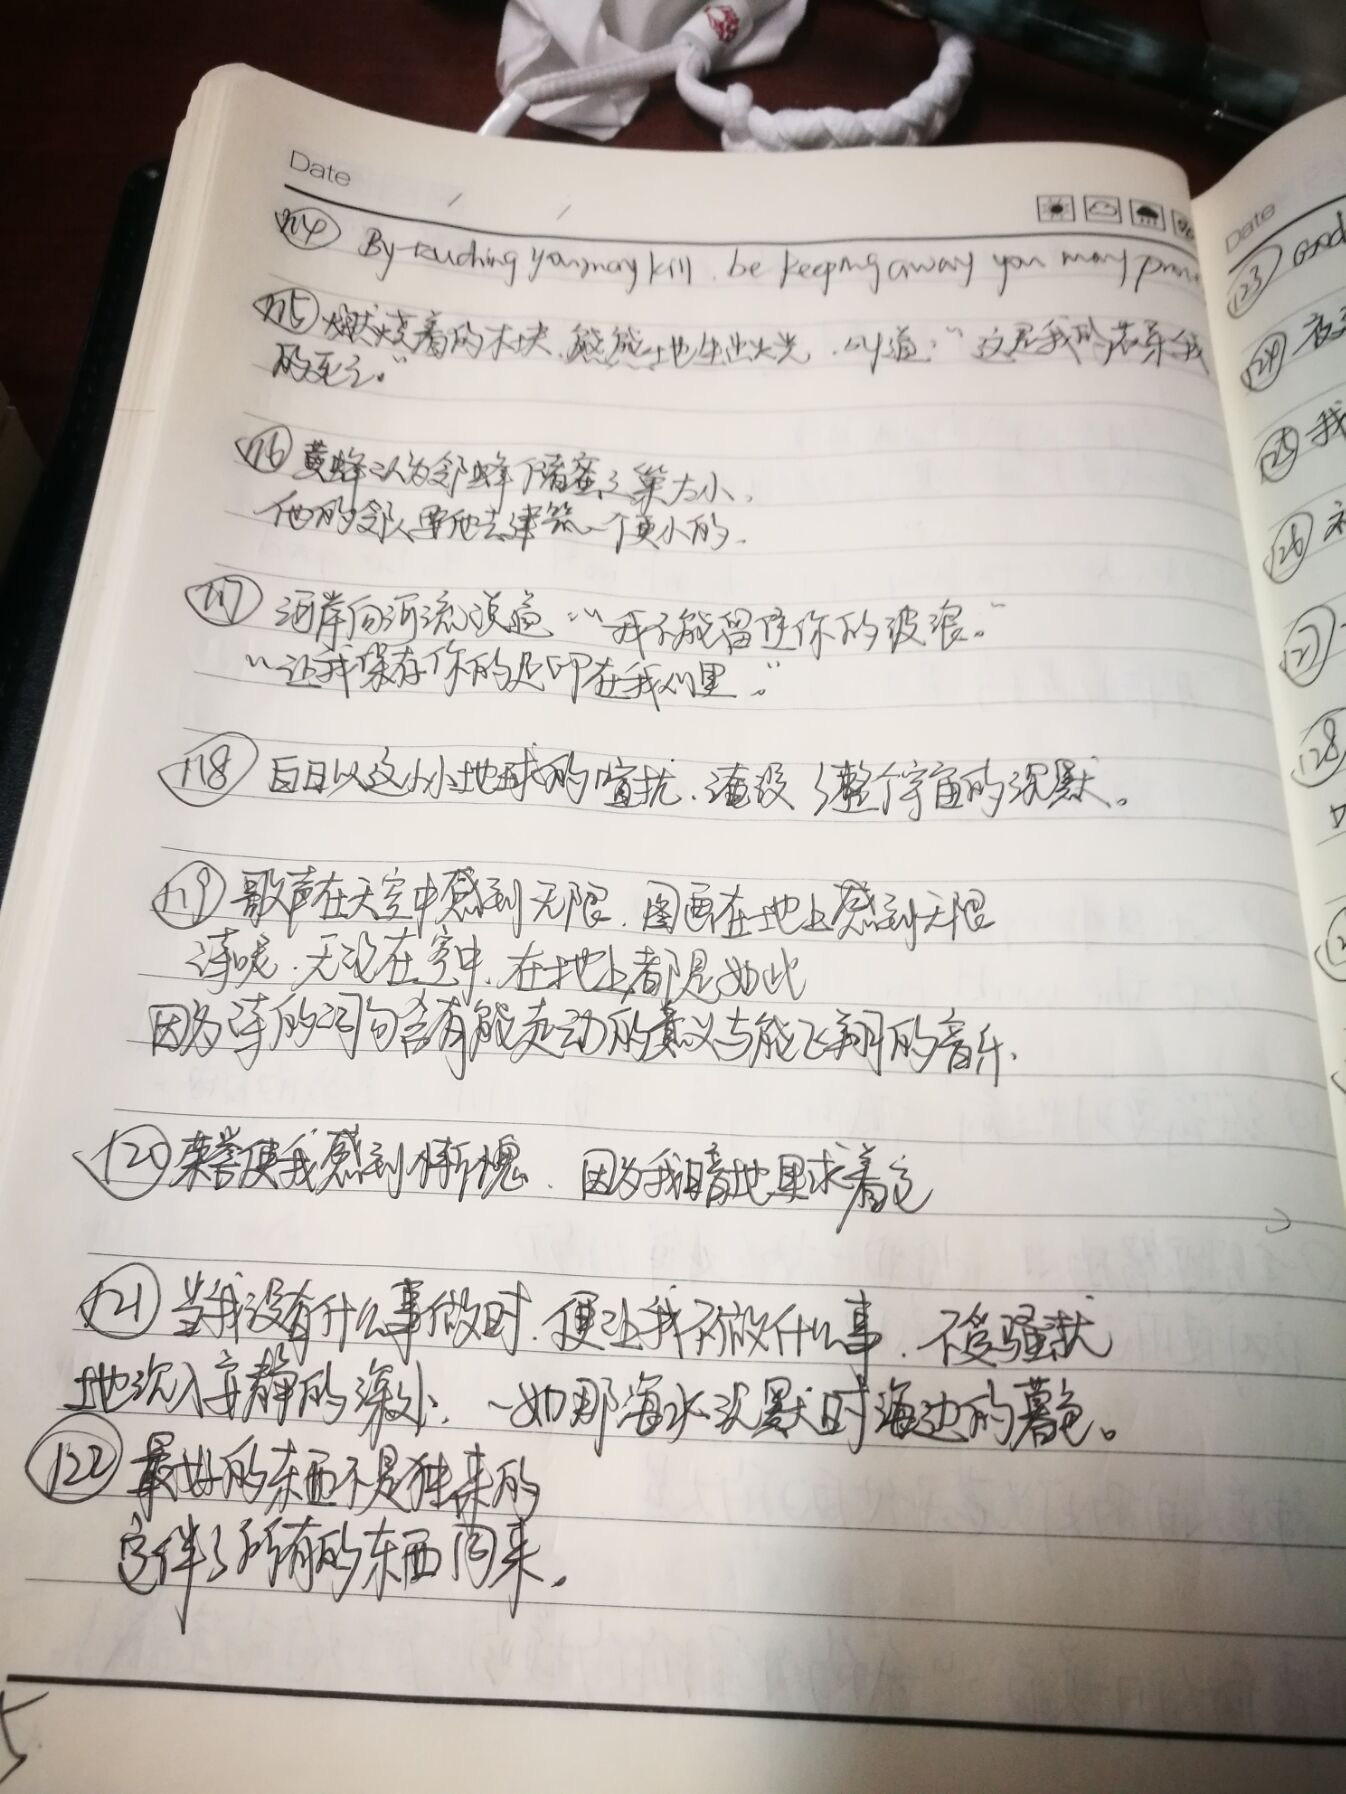 Date / /
114 By touching you may kill, be keeping away you may
115 燃烧着的木块,熊熊地生出火光,叫道:“这是我的花朵,我
的死亡。”
116 黄蜂认为邻蜂储蜜之巢太小,
他的邻人要他去建筑一个更小的.
117 河岸向河流说道:“我不能留住你的波浪。”
“让我保存你的足印在我心里。”
118 白日以这小小地球的喧扰,淹没了整个宇宙的沉默。
119 歌声在天空中感到无限,图画在地上感到无限
诗呢,无论在空中,在地上都是如此
因为诗的词句含有能走动的意义与能飞翔的音乐.
120 荣誉使我感到惭愧,因为我暗地里求着它
121 当我没有什么事做时,便让我不做什么事,不受骚扰
地沉入安静的深处,一如那海水沉默时海边的暮色。
122 最好的东西不是独来的
它伴了所有的东西同来.
5
Date
123 Good
124 夜
125 我
126
127
128